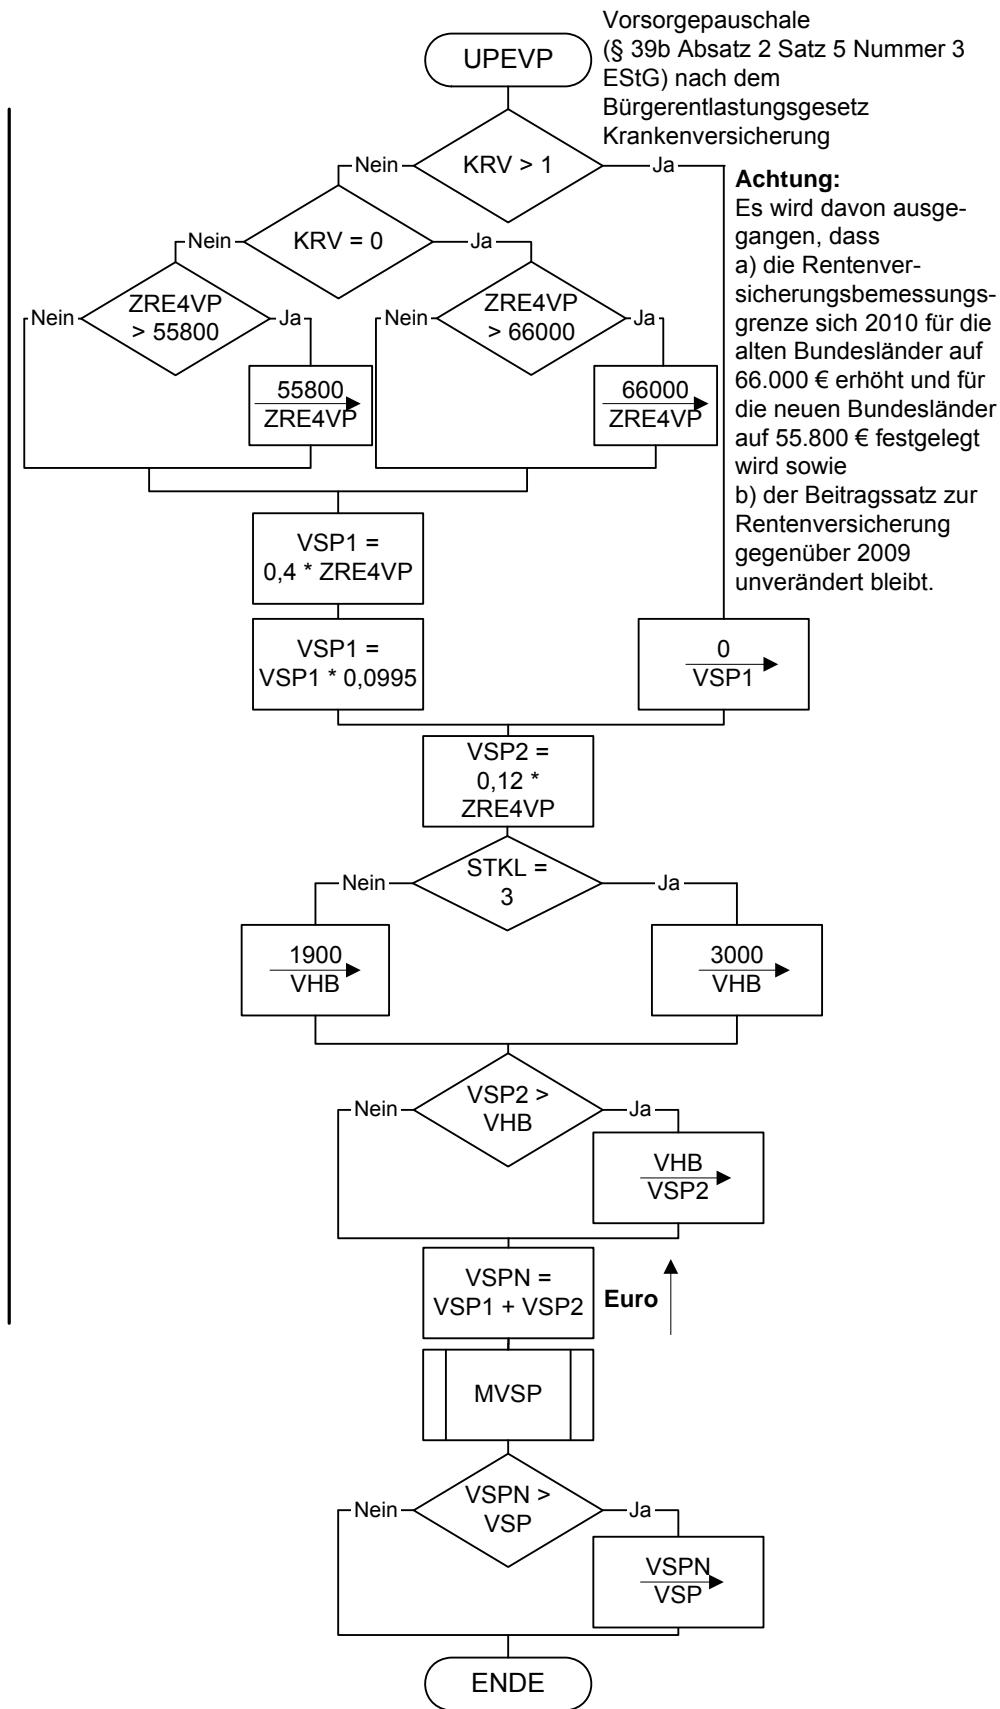 UPEVP
Vorsorgepauschale
(§ 39b Absatz 2 Satz 5 Nummer 3
EStG) nach dem
Bürgerentlastungsgesetz
Krankenversicherung
Nein
KRV > 1
Ja
Achtung:
Es wird davon ausge-
gangen, dass
a) die Rentenver-
sicherungsbemessungs-
grenze sich 2010 für die
alten Bundesländer auf
66.000 € erhöht und für
die neuen Bundesländer
auf 55.800 € festgelegt
wird sowie
b) der Beitragssatz zur
Rentenversicherung
gegenüber 2009
unverändert bleibt.
Nein
KRV = 0
Ja
Nein
ZRE4VP
> 55800
Ja
Nein
ZRE4VP
> 66000
Ja
55800
ZRE4VP
66000
ZRE4VP
VSP1 =
0,4 * ZRE4VP
VSP1 =
VSP1 * 0,0995
0
VSP1
VSP2 =
0,12 *
ZRE4VP
Nein
STKL =
3
Ja
1900
VHB
3000
VHB
Nein
VSP2 >
VHB
Ja
VHB
VSP2
VSPN =
VSP1 + VSP2
Euro
MVSP
Nein
VSPN >
VSP
Ja
VSPN
VSP
ENDE